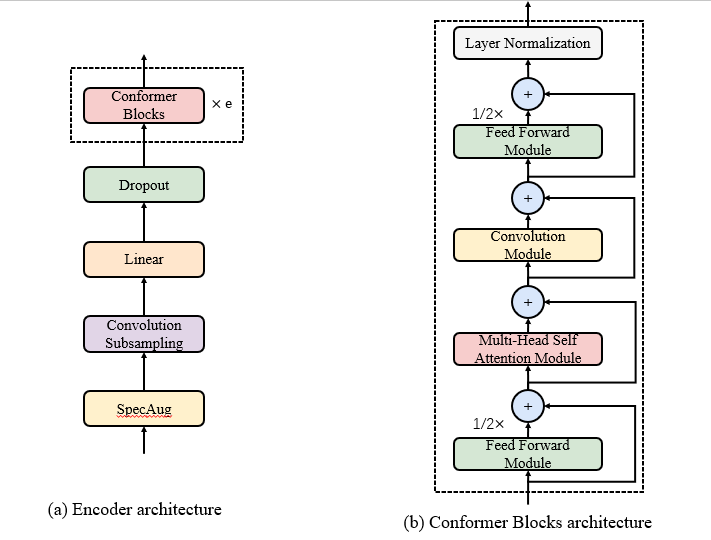 Conformer
Blocks
× e
Dropout
Linear
Convolution
Subsampling
SpecAug
(a) Encoder architecture
Layer Normalization
+
1/2×
Feed Forward
Module
+
Convolution
Module
+
Multi-Head Self
Attention Module
+
1/2×
Feed Forward
Module
(b) Conformer Blocks architecture